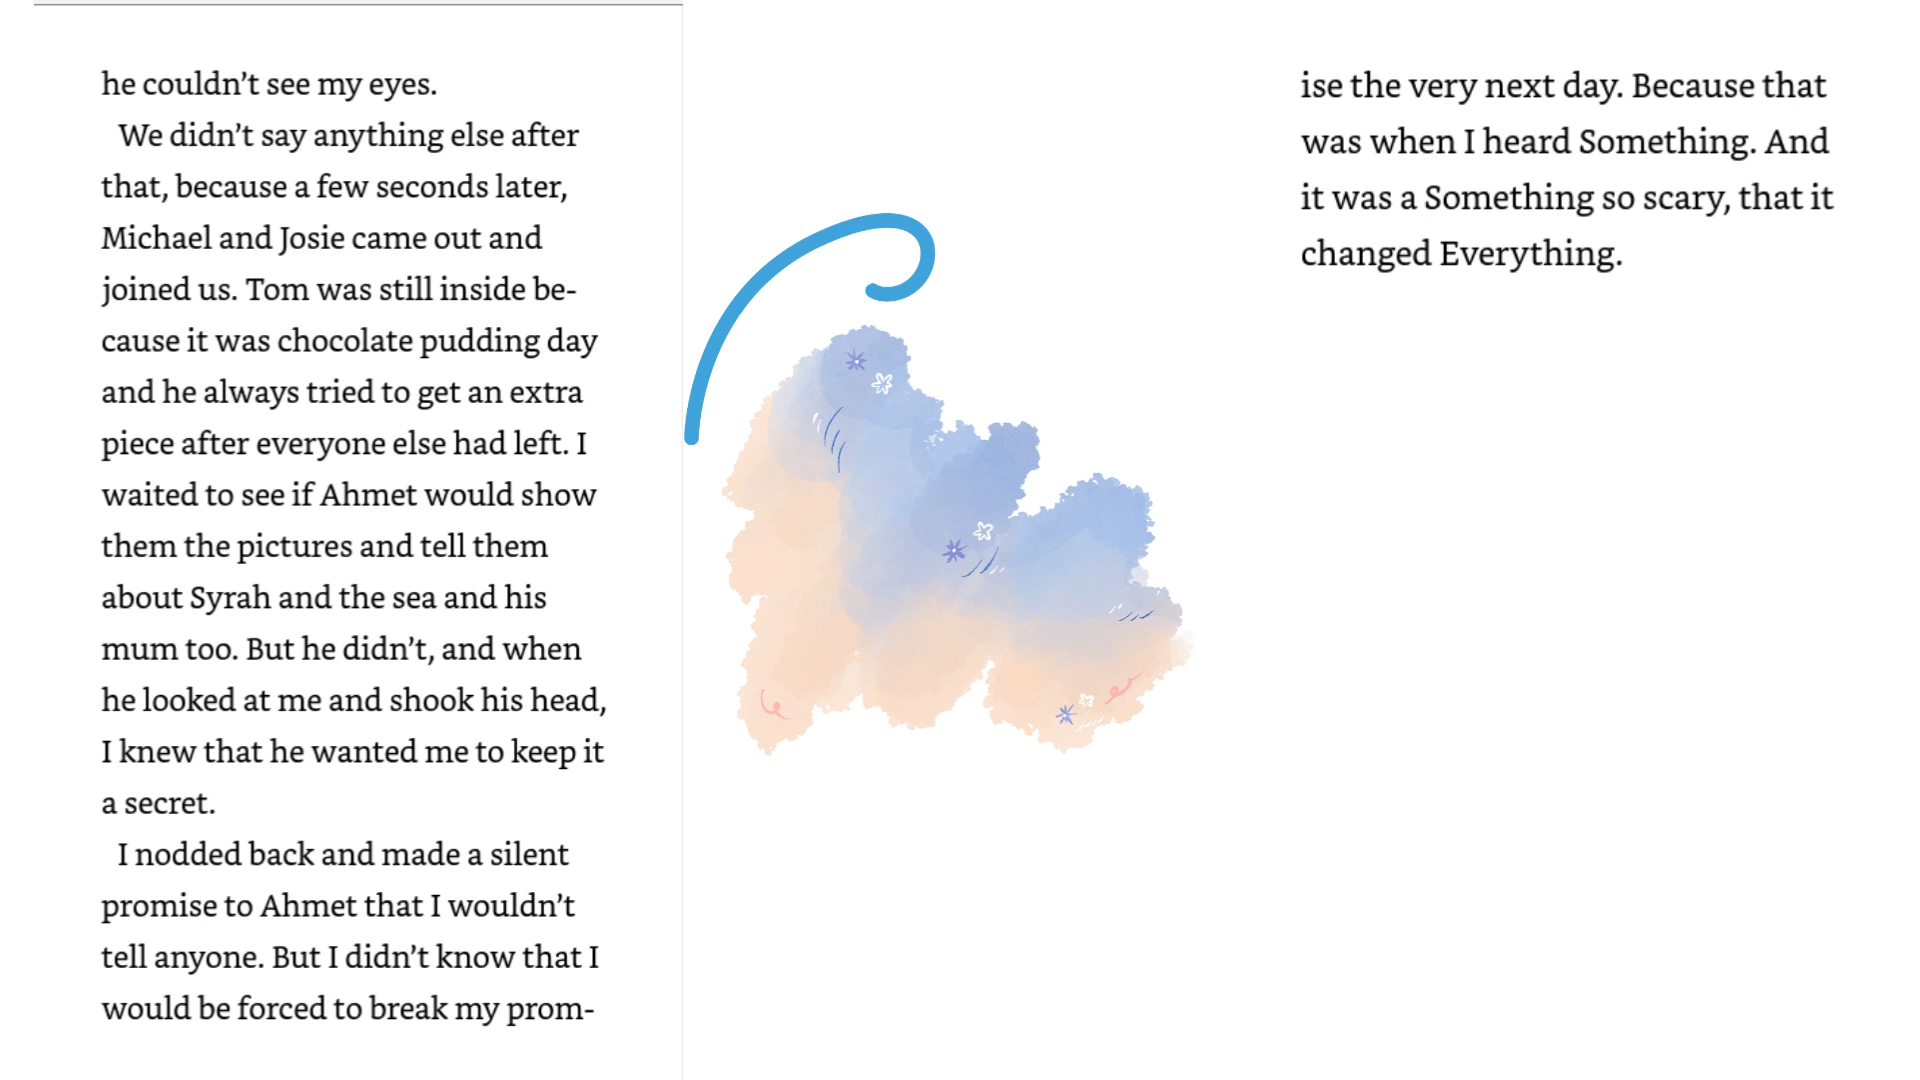 he couldn’t see my eyes.
We didn’t say anything else after
that, because a few seconds later,
Michael and Josie came out and
joined us. Tom was still inside be-
cause it was chocolate pudding day
and he always tried to get an extra
piece after everyone else had left. I
waited to see if Ahmet would show
them the pictures and tell them
about Syrah and the sea and his
mum too. But he didn’t, and when
he looked at me and shook his head,
I knew that he wanted me to keep it
a secret.
I nodded back and made a silent
promise to Ahmet that I wouldn’t
tell anyone. But I didn’t know that I
would be forced to break my prom-
ise the very next day. Because that
was when I heard Something. And
it was a Something so scary, that it
changed Everything.